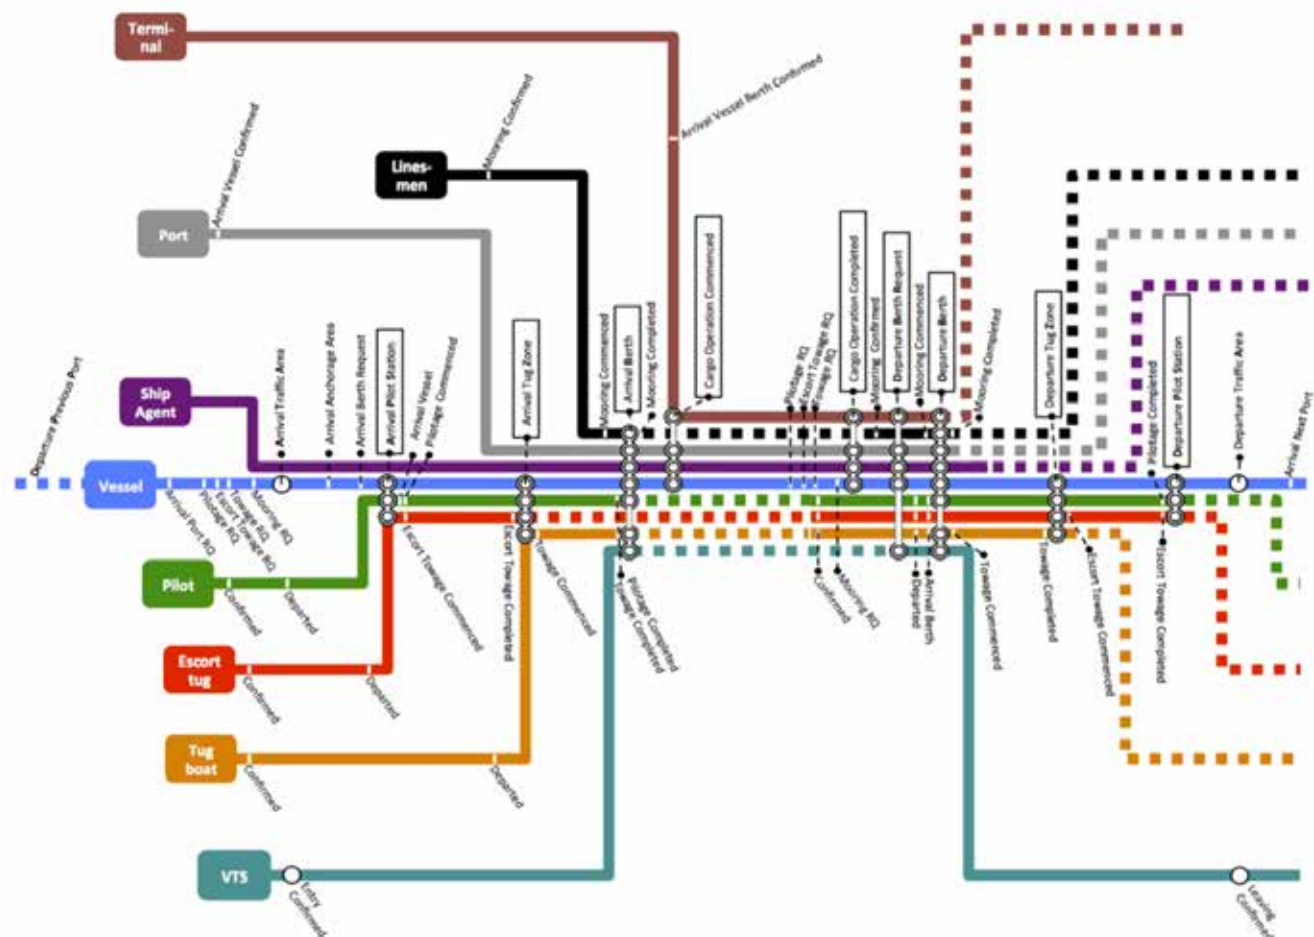 Termi-
nal
Arrival Vessel Berth Confirmed
Mooring Confirmed
Lines-
men
Arrival Vessel Confirmed
Port
Cargo Operation Commenced
Cargo Operation Completed
Mooring Confirmed
Departure Berth Request
Mooring Commenced
Departure Berth
Mooring Completed
Departure Tug Zone
Pilotage Completed
Departure Pilot Station
Departure Traffic Area
Arrival Next Port
Pilotage RQ
Escort Towage RQ
Towage RQ
Mooring Commenced
Arrival Berth
Mooring Completed
Arrival Tug Zone
Arrival Traffic Area
Arrival Anchorage Area
Arrival Berth Request
Arrival Pilot Station
Arrival Vessel
Pilotage Commenced
Ship
Agent
Departure Previous Port
Vessel
Arrival Port RQ
Pilotage RQ
Escort Towage RQ
Towage RQ
Mooring RQ
Escort Towage Commenced
Escort Towage Completed
Towage Commenced
Pilotage Completed
Towage Completed
Confirmed
Mooring RQ
Departed
Arrival Berth
Towage Commenced
Towage Completed
Escort Towage Commenced
Escort Towage Completed
Pilot
Confirmed
Departed
Escort
tug
Confirmed
Departed
Tug
boat
Confirmed
Departed
VTS
Entry
Confirmed
Leaving
Confirmed